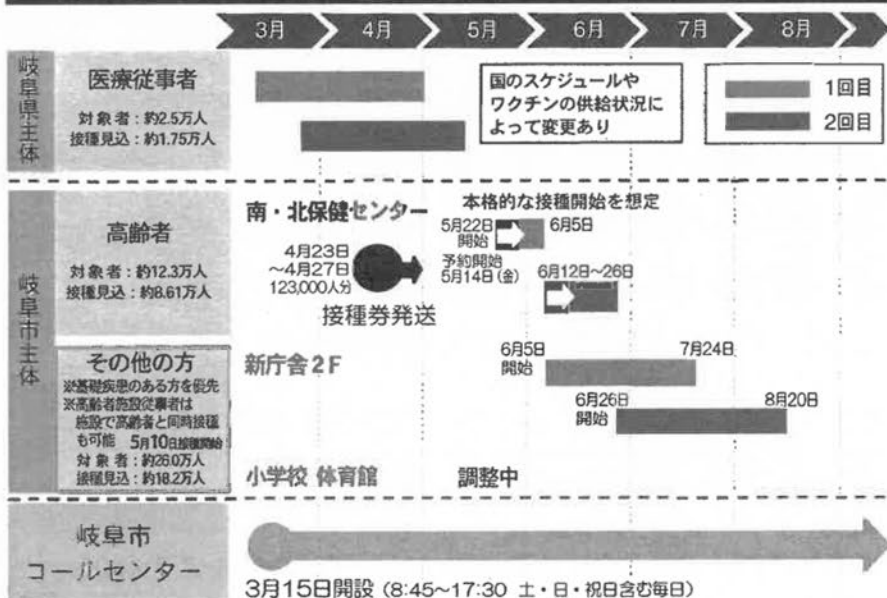 3月 4月 5月 6月 7月 8月
岐阜県主体
医療従事者
対象者：約2.5万人
接種見込：約1.75万人
国のスケジュールや
ワクチンの供給状況に
よって変更あり
1回目
2回目
岐阜市主体
高齢者
対象者：約12.3万人
接種見込：約8.61万人
南・北保健センター
4月23日
～4月27日
123,000人分
接種券発送
本格的な接種開始を想定
5月22日
開始
6月5日
予約開始
5月14日(金)
6月12日～26日
その他の方
※基礎疾患のある方を優先
※高齢者施設従事者は
施設で高齢者と同時接種
も可能 5月10日接種開始
対象者：約26.0万人
接種見込：約18.2万人
新庁舎2F
6月5日
開始
7月24日
6月26日
開始
8月20日
小学校 体育館
調整中
岐阜市
コールセンター
3月15日開設（8:45～17:30 土・日・祝日含む毎日）